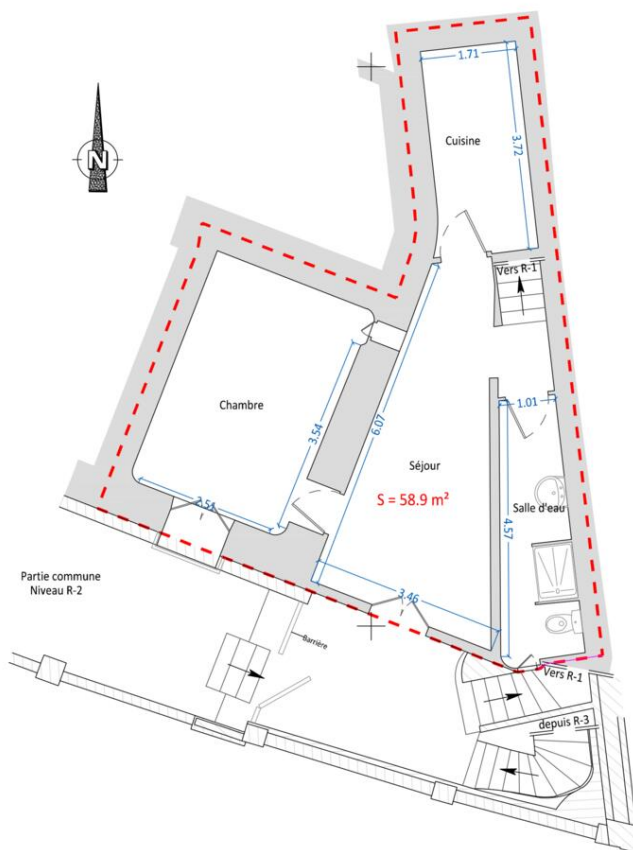 1.71
Cuisine
3.72
N
Vers R-1
Chambre
3.54
6.07
1.01
Séjour
S = 58.9 m²
2.51
Salle d'eau
4.57
3.46
Partie commune
Niveau R-2
Barrière
Vers R-1
depuis R-3